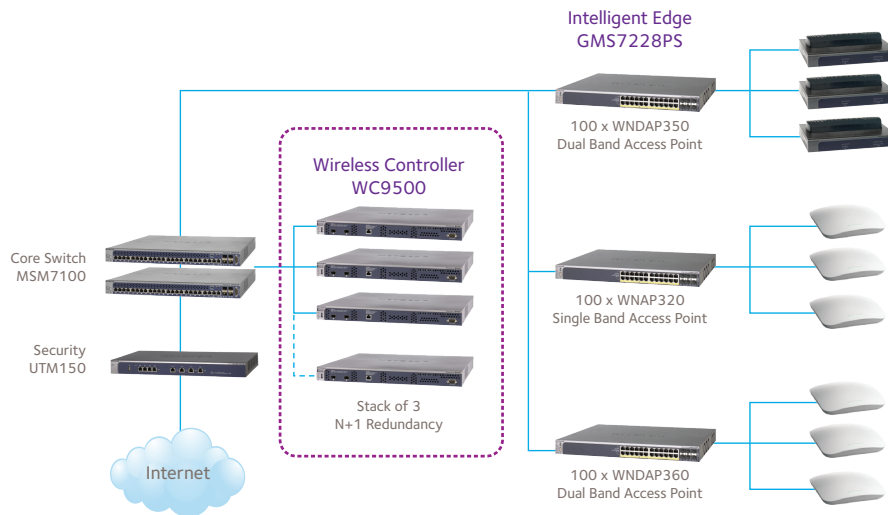 Intelligent Edge
GMS7228PS
100 x WNDAP350
Dual Band Access Point
Wireless Controller
WC9500
Core Switch
MSM7100
100 x WNAP320
Single Band Access Point
Security
UTM150
Stack of 3
N+1 Redundancy
Internet
100 x WNDAP360
Dual Band Access Point